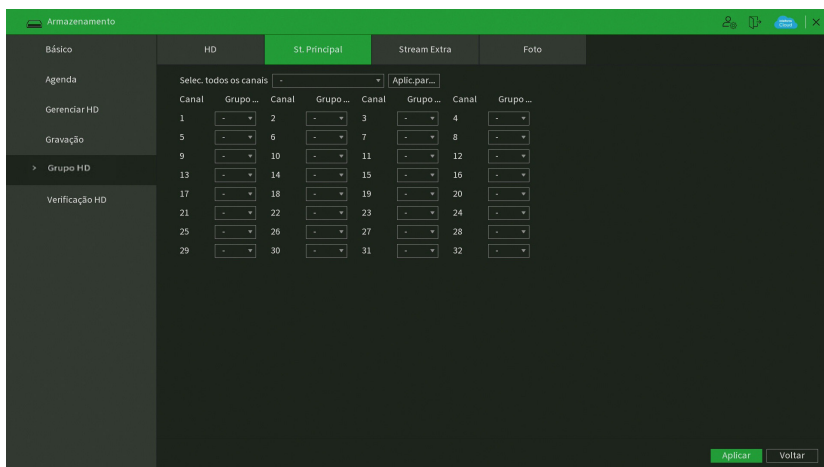 Armazenamento
Básico
Agenda
Gerenciar HD
Gravação
> Grupo HD
Verificação HD
HD St. Principal Stream Extra Foto
Selec. todos os canais - Aplic.par...
Canal Grupo ... Canal Grupo ... Canal Grupo ... Canal Grupo ...
1 - 2 - 3 - 4 -
5 - 6 - 7 - 8 -
9 - 10 - 11 - 12 -
13 - 14 - 15 - 16 -
17 - 18 - 19 - 20 -
21 - 22 - 23 - 24 -
25 - 26 - 27 - 28 -
29 - 30 - 31 - 32 -
Aplicar Voltar